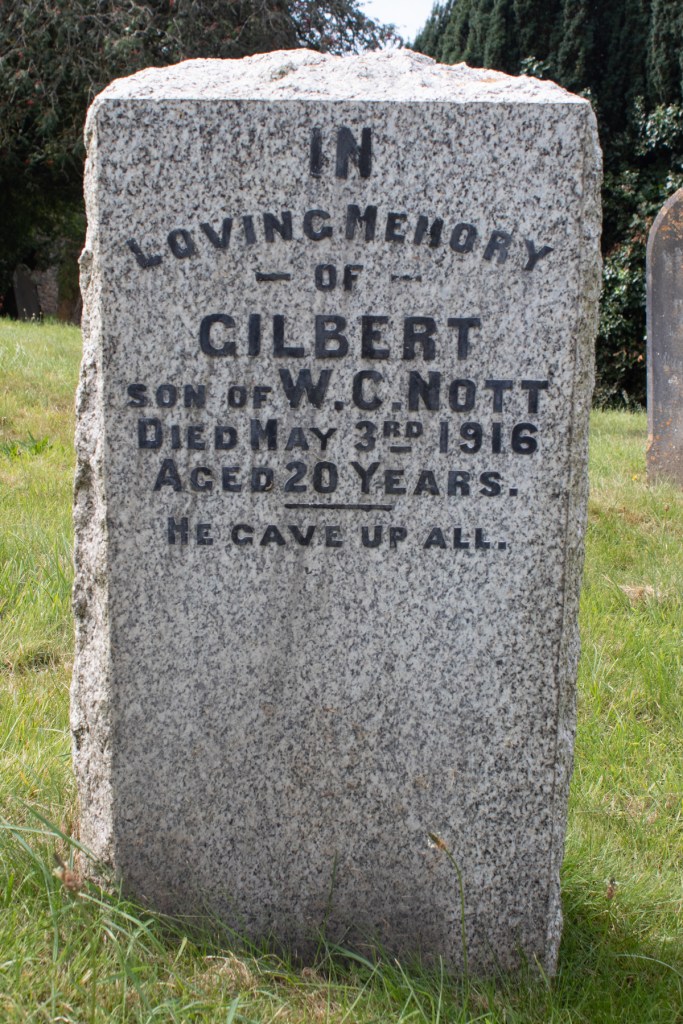 IN
LOVING MEMORY
— OF —
GILBERT
SON OF W. C. NOTT
DIED MAY 3RD 1916
AGED 20 YEARS.
HE GAVE UP ALL.